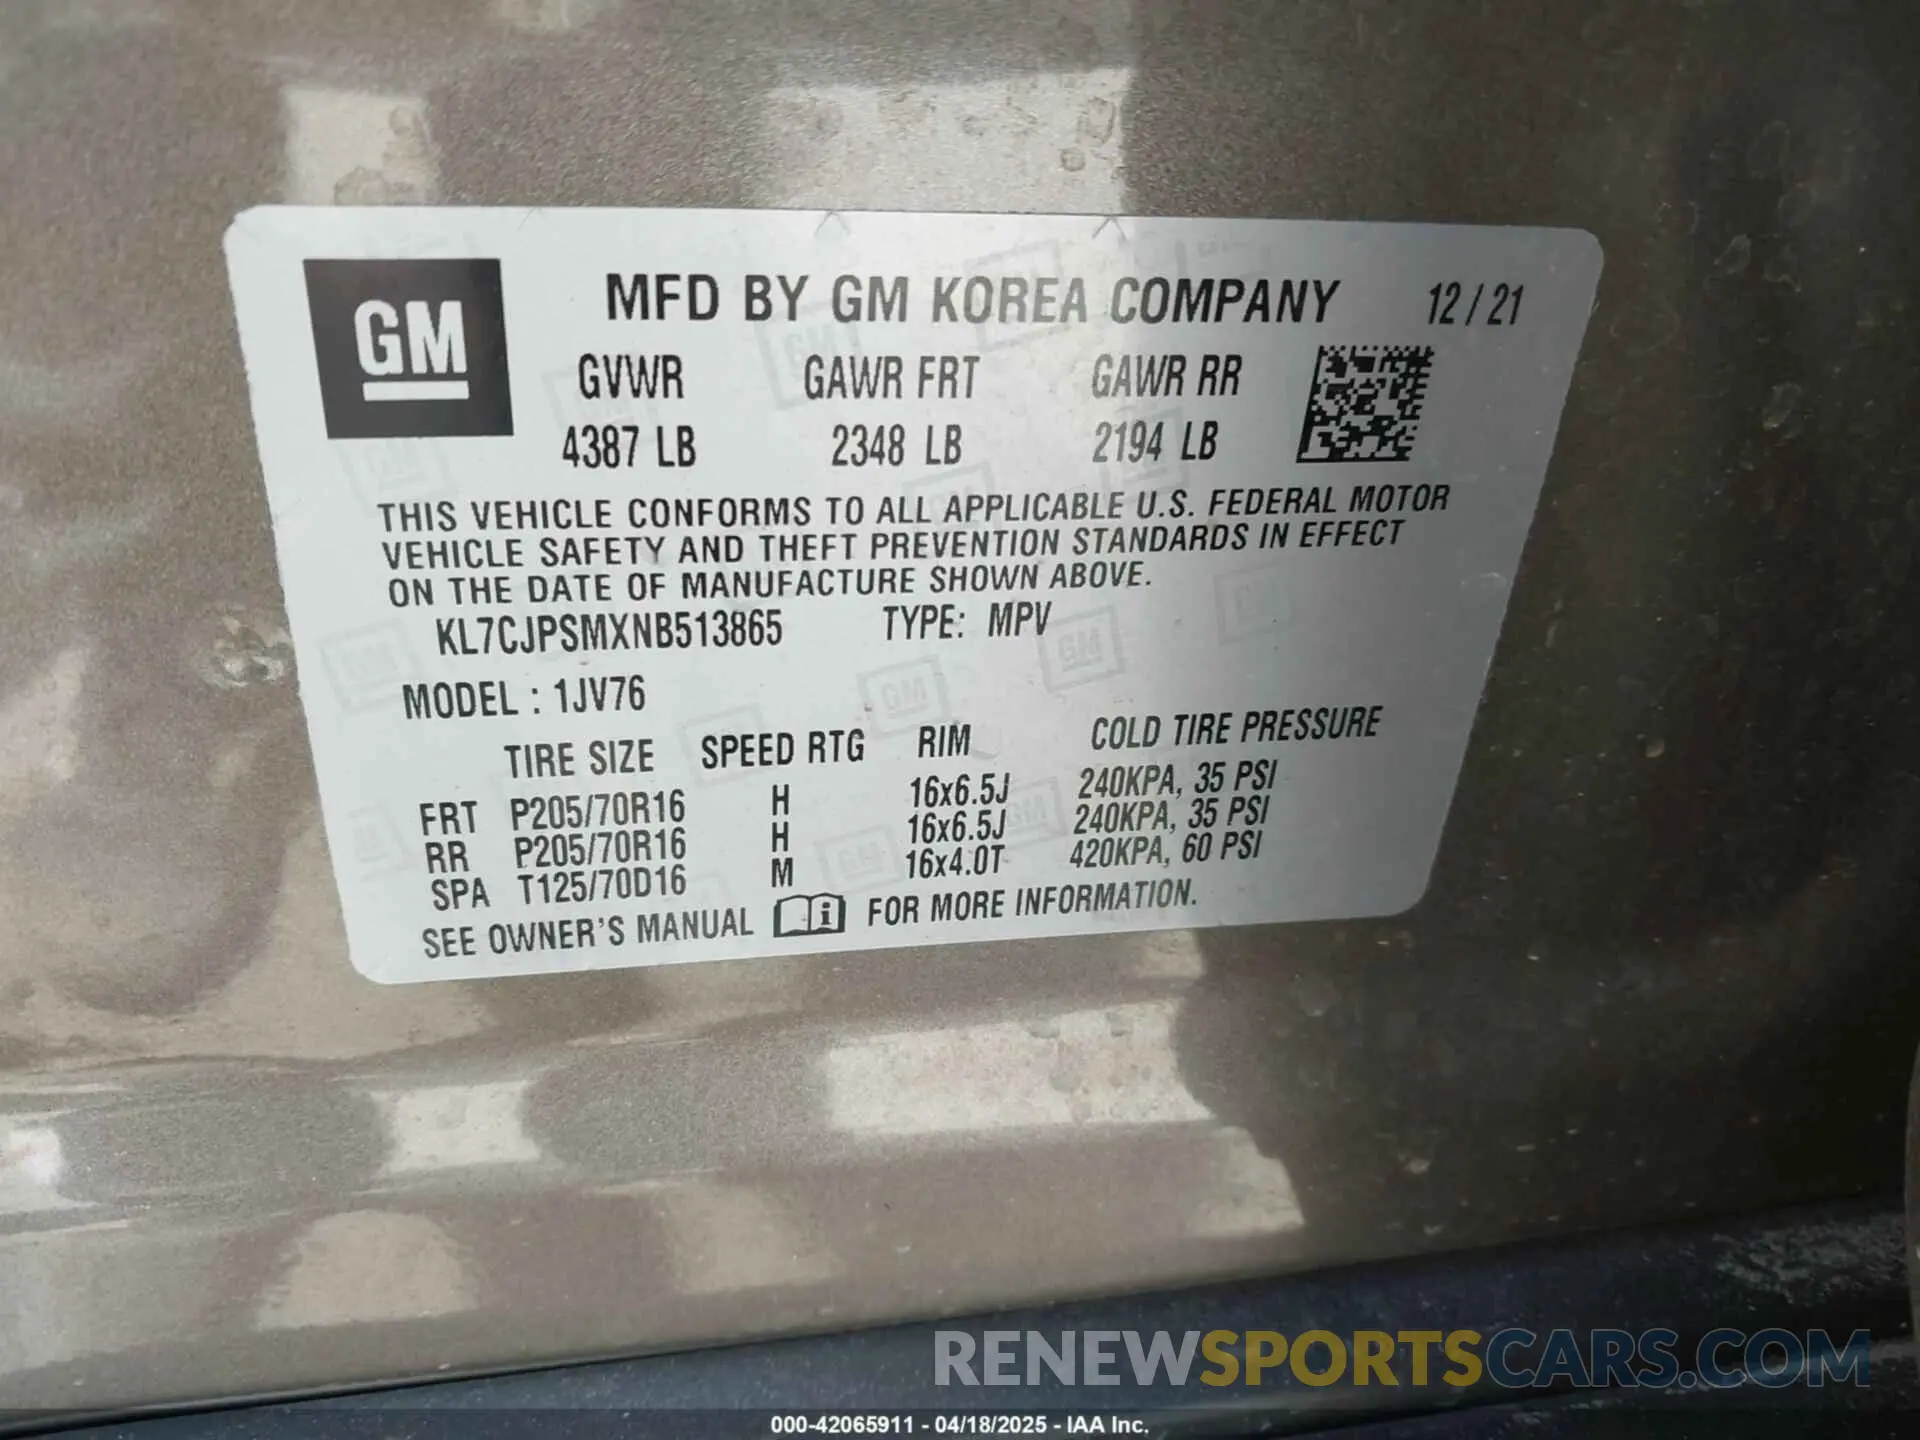 GM
MFD BY GM KOREA COMPANY 12/21
GVWR GAWR FRT GAWR RR
4387 LB 2348 LB 2194 LB
THIS VEHICLE CONFORMS TO ALL APPLICABLE U.S. FEDERAL MOTOR
VEHICLE SAFETY AND THEFT PREVENTION STANDARDS IN EFFECT
ON THE DATE OF MANUFACTURE SHOWN ABOVE.
KL7CJPSMXNB513865 TYPE: MPV
MODEL : 1JV76
TIRE SIZE SPEED RTG RIM COLD TIRE PRESSURE
FRT P205/70R16 H 16x6.5J 240KPA, 35 PSI
RR P205/70R16 H 16x6.5J 240KPA, 35 PSI
SPA T125/70D16 M 16x4.0T 420KPA, 60 PSI
SEE OWNER'S MANUAL i FOR MORE INFORMATION.
RENEWSPORTSCARS.COM
000-42065911 - 04/18/2025 - IAA Inc.